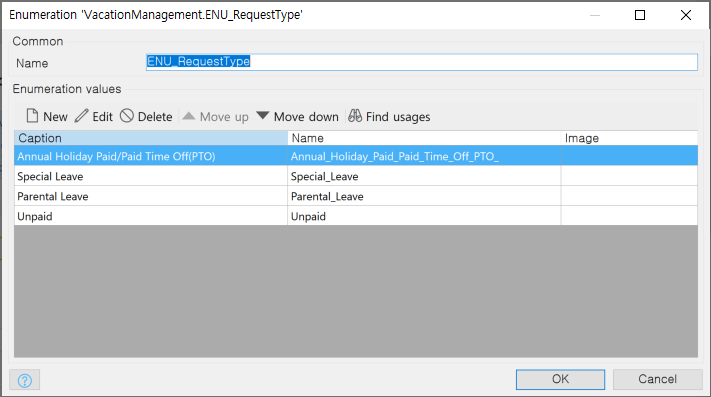 Enumeration 'VacationManagement.ENU_RequestType'
Common
Name ENU_RequestType
Enumeration values
New Edit Delete Move up Move down Find usages
Caption Name Image
Annual Holiday Paid/Paid Time Off(PTO) Annual_Holiday_Paid_Paid_Time_Off_PTO_
Special Leave Special_Leave
Parental Leave Parental_Leave
Unpaid Unpaid
? OK Cancel